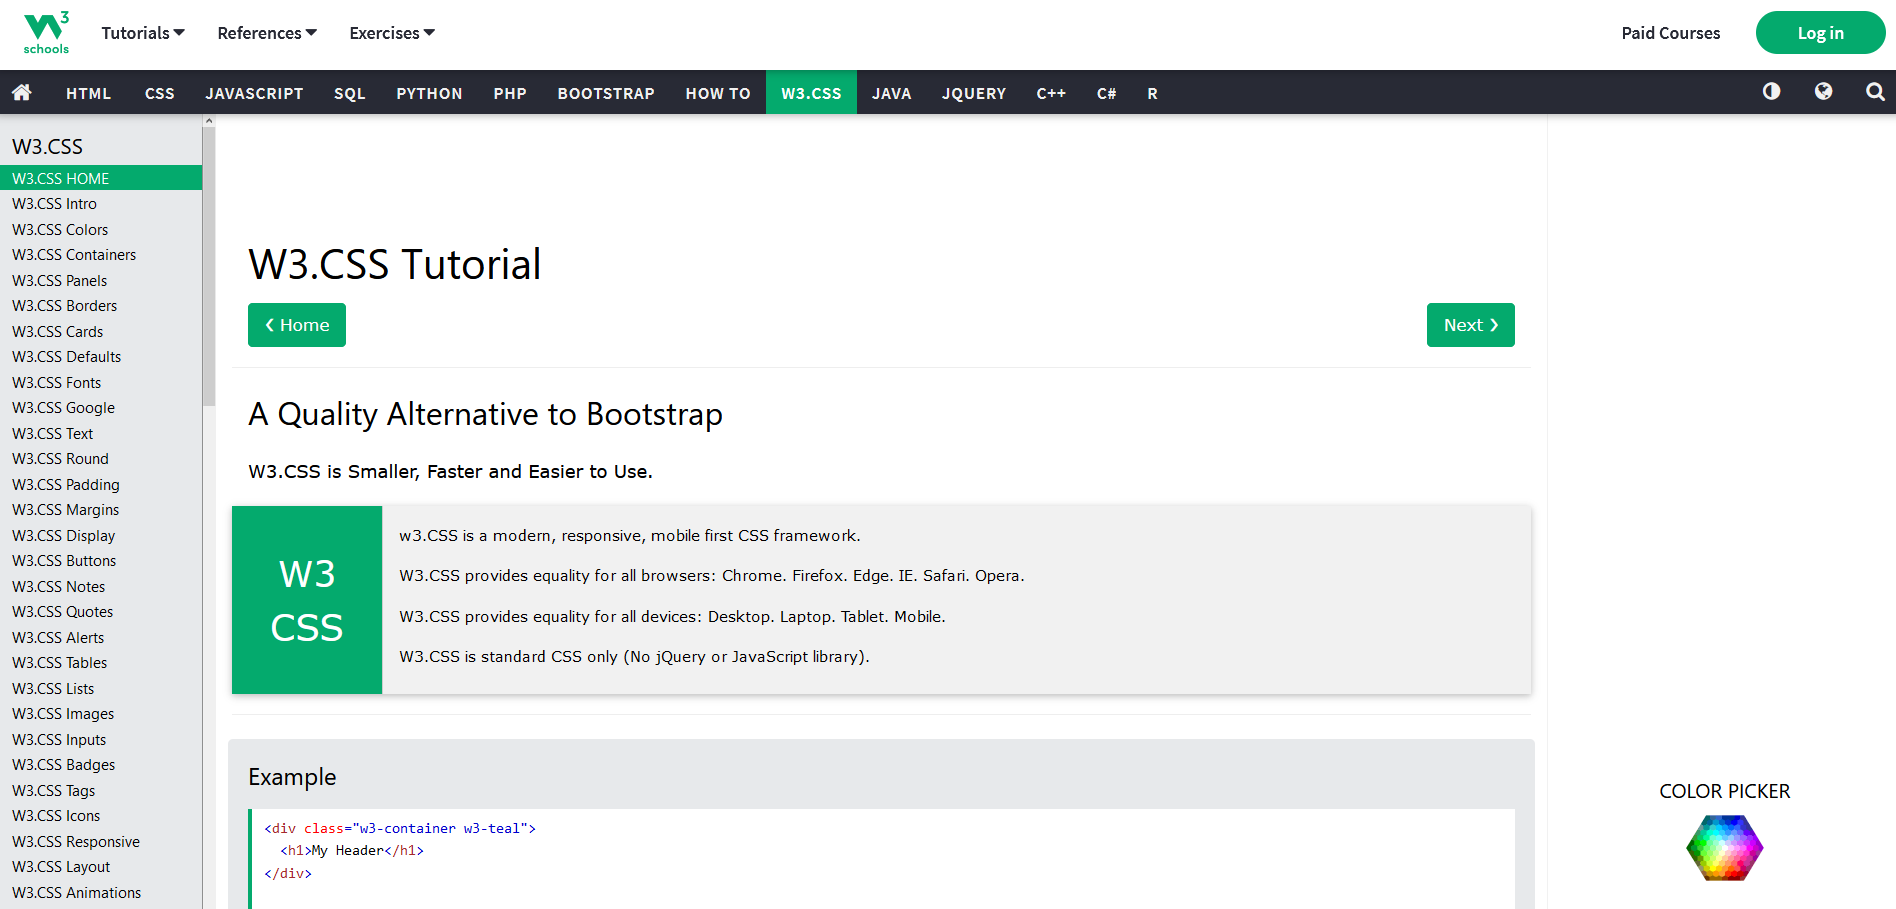 3
schools
Tutorials
References
Exercises
Paid Courses
Log in
HTML
CSS
JAVASCRIPT
SQL
PYTHON
PHP
BOOTSTRAP
HOW TO
W3.CSS
JAVA
JQUERY
C++
C#
R
W3.CSS
W3.CSS HOME
W3.CSS Intro
W3.CSS Colors
W3.CSS Containers
W3.CSS Panels
W3.CSS Borders
W3.CSS Cards
W3.CSS Defaults
W3.CSS Fonts
W3.CSS Google
W3.CSS Text
W3.CSS Round
W3.CSS Padding
W3.CSS Margins
W3.CSS Display
W3.CSS Buttons
W3.CSS Notes
W3.CSS Quotes
W3.CSS Alerts
W3.CSS Tables
W3.CSS Lists
W3.CSS Images
W3.CSS Inputs
W3.CSS Badges
W3.CSS Tags
W3.CSS Icons
W3.CSS Responsive
W3.CSS Layout
W3.CSS Animations
W3.CSS Tutorial
❮ Home
Next ❯
A Quality Alternative to Bootstrap
W3.CSS is Smaller, Faster and Easier to Use.
W3
CSS
w3.CSS is a modern, responsive, mobile first CSS framework.
W3.CSS provides equality for all browsers: Chrome. Firefox. Edge. IE. Safari. Opera.
W3.CSS provides equality for all devices: Desktop. Laptop. Tablet. Mobile.
W3.CSS is standard CSS only (No jQuery or JavaScript library).
Example
<div class="w3-container w3-teal">
<h1>My Header</h1>
</div>
COLOR PICKER